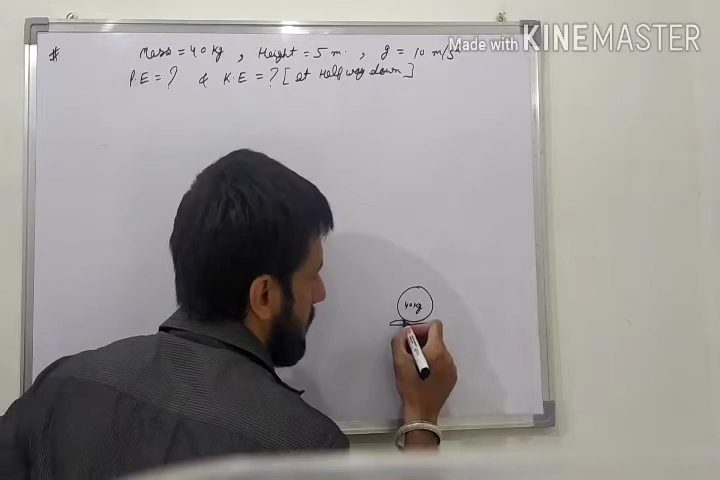 Made with KINEMASTER
# Mass = 40 kg , Height = 5 m. , g = 10 m/s²
P.E = ? & K.E = ? [ at Half way down ]
40kg